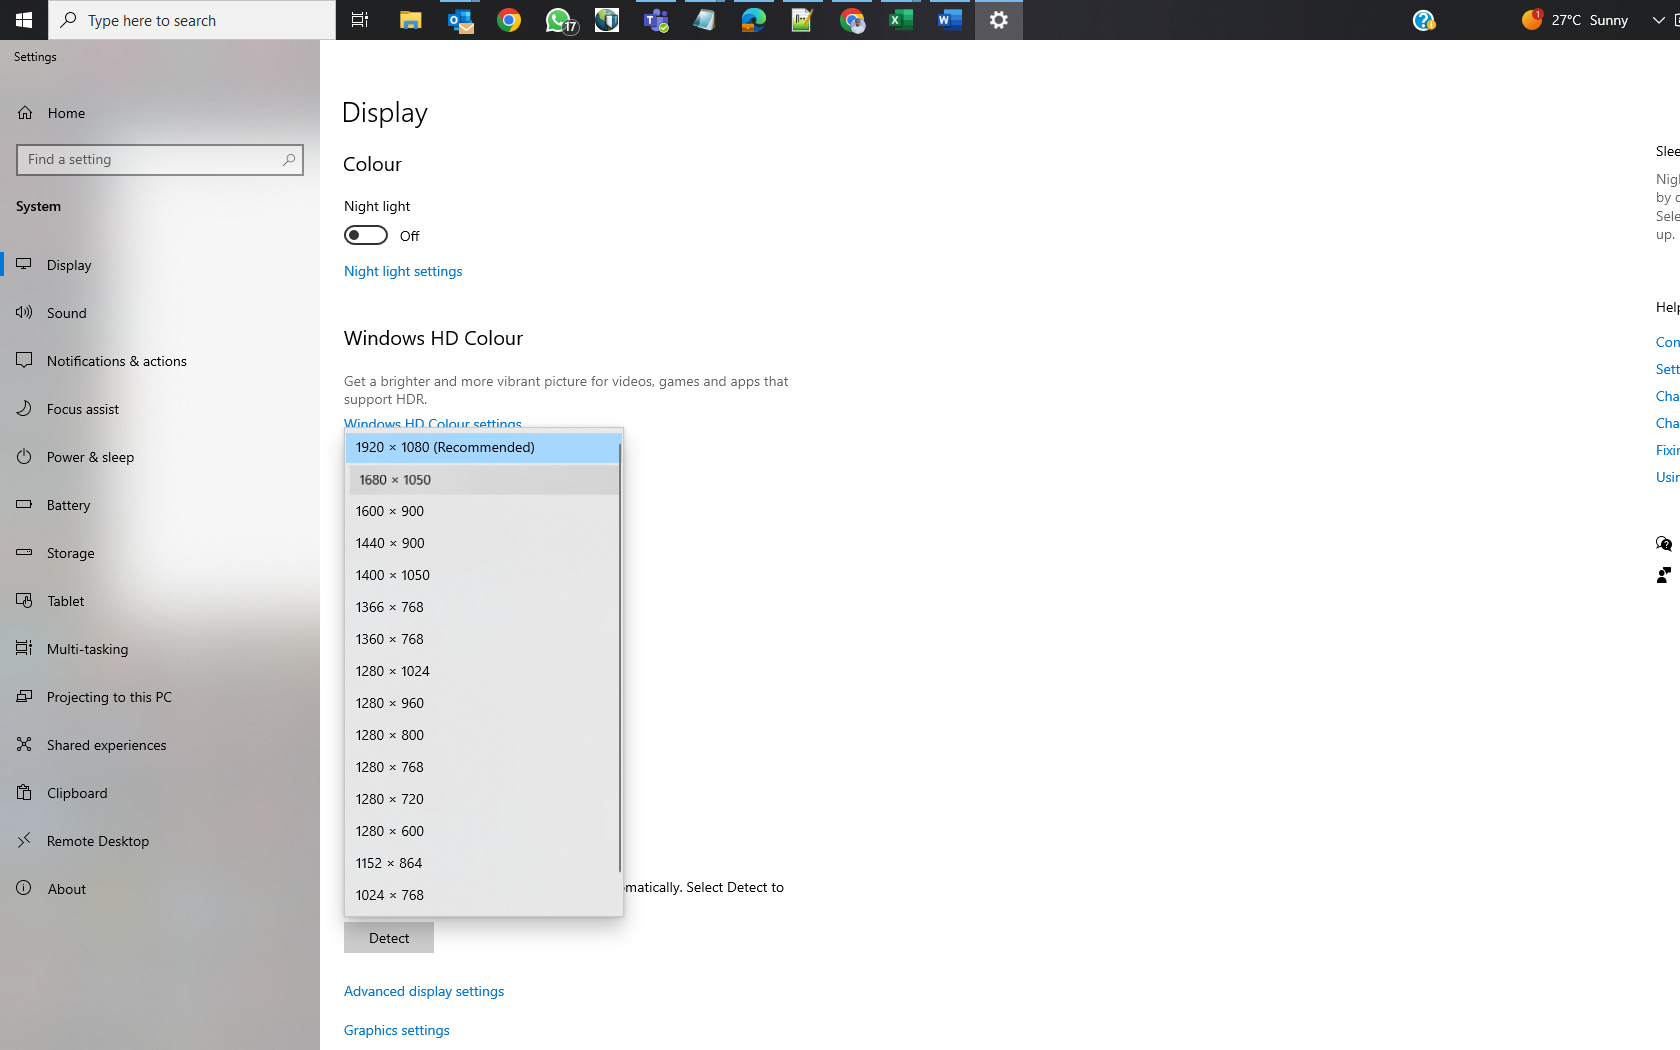 Type here to search
17
1
27°C Sunny
Settings
Home
Find a setting
System
Display
Sound
Notifications & actions
Focus assist
Power & sleep
Battery
Storage
Tablet
Multi-tasking
Projecting to this PC
Shared experiences
Clipboard
Remote Desktop
About
Display
Colour
Night light
Off
Night light settings
Windows HD Colour
Get a brighter and more vibrant picture for videos, games and apps that
support HDR.
Windows HD Colour settings
1920 × 1080 (Recommended)
1680 × 1050
1600 × 900
1440 × 900
1400 × 1050
1366 × 768
1360 × 768
1280 × 1024
1280 × 960
1280 × 800
1280 × 768
1280 × 720
1280 × 600
1152 × 864
1024 × 768
matically. Select Detect to
Detect
Advanced display settings
Graphics settings
Slee
Nigl
by c
Sele
up.
Help
Con
Sett
Cha
Cha
Fixin
Usin